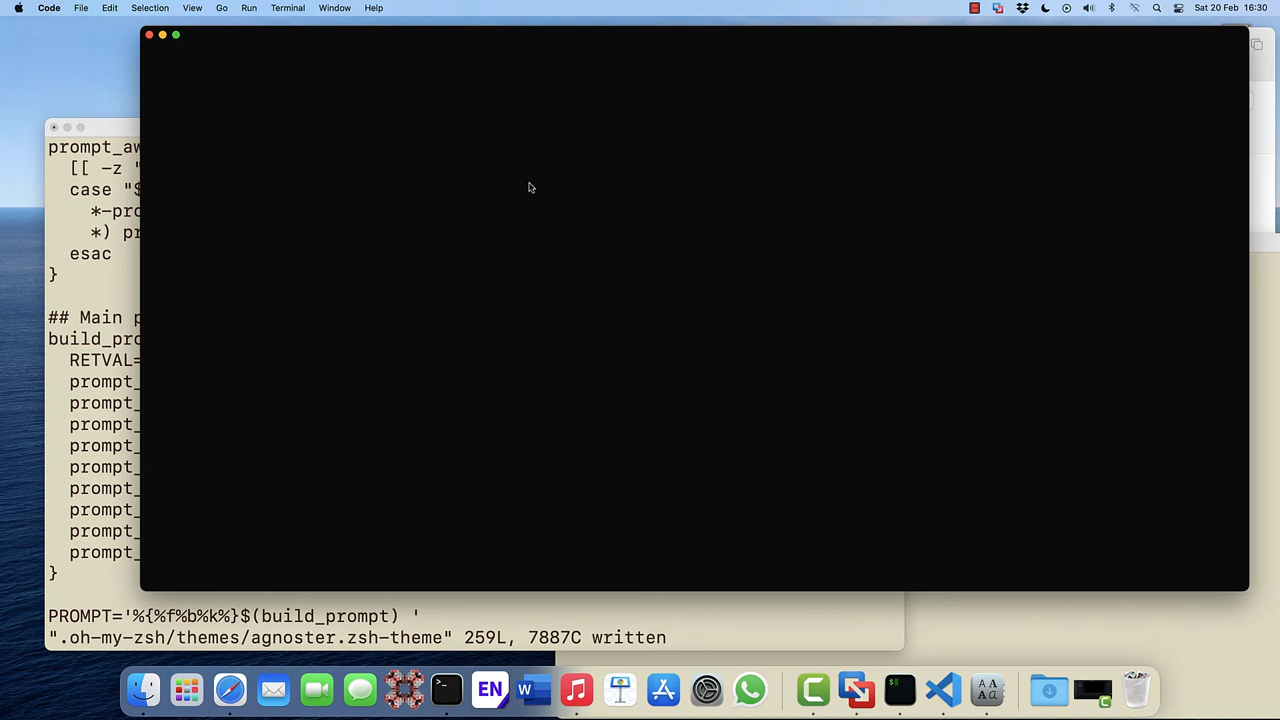 Code File Edit Selection View Go Run Terminal Window Help Sat 20 Feb 16:30
prompt_aw
[[ -z "
case "$
*-pro
*) pr
esac
}
## Main p
build_pro
RETVAL=
prompt_
prompt_
prompt_
prompt_
prompt_
prompt_
prompt_
prompt_
prompt_
}
PROMPT='%{%f%b%k%}$(build_prompt) '
".oh-my-zsh/themes/agnoster.zsh-theme" 259L, 7887C written
>_ EN W $
A A
A a